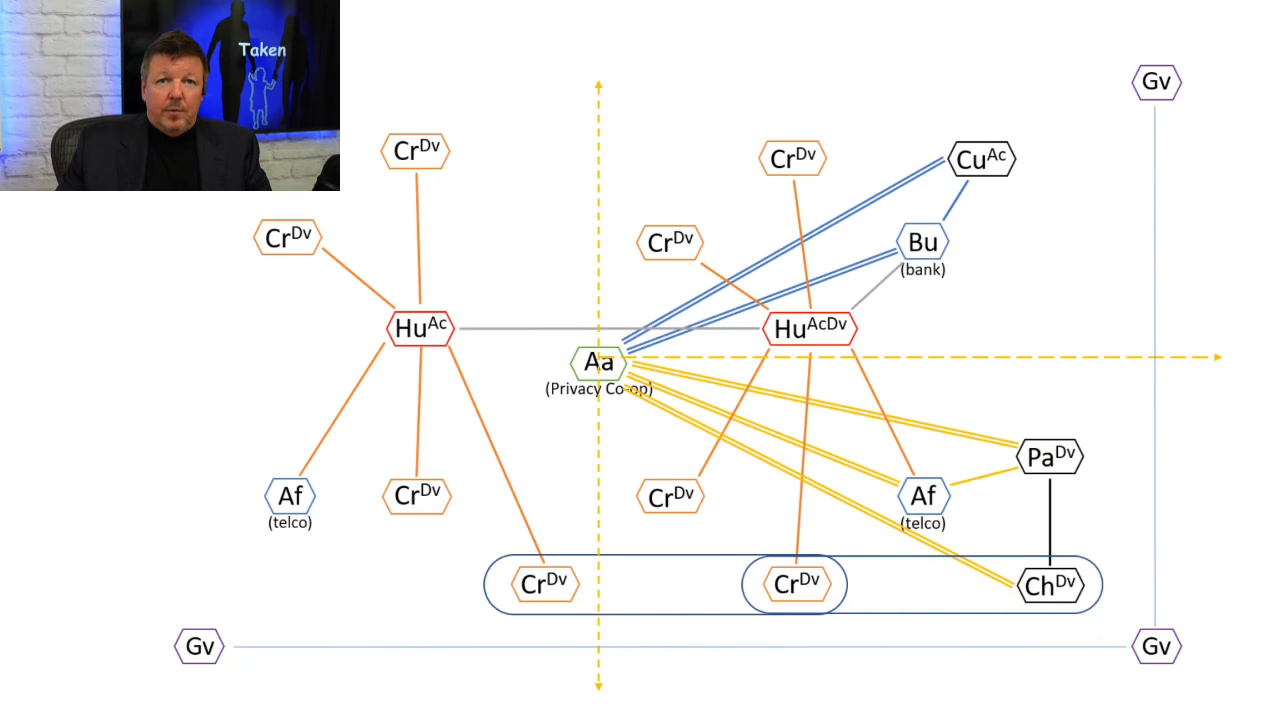 Taken
Gv
Cr^Dv
Cr^Dv
Cu^Ac
Cr^Dv
Cr^Dv
Bu
(bank)
Hu^Ac
Hu^AcDv
Aa
(Privacy Co-op)
Pa^Dv
Af
(telco)
Cr^Dv
Cr^Dv
Af
(telco)
Cr^Dv
Cr^Dv
Ch^Dv
Gv
Gv